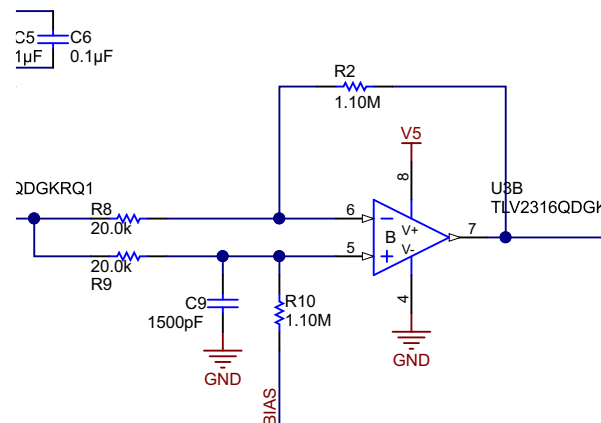 C5
C6
1µF
0.1µF
R2
1.10M
V5
8
QDGKRQ1
U3B
TLV2316QDGK
R8
6
20.0k
V+
7
B
5
V-
20.0k
R9
C9
R10
4
1500pF
1.10M
GND
GND
BIAS